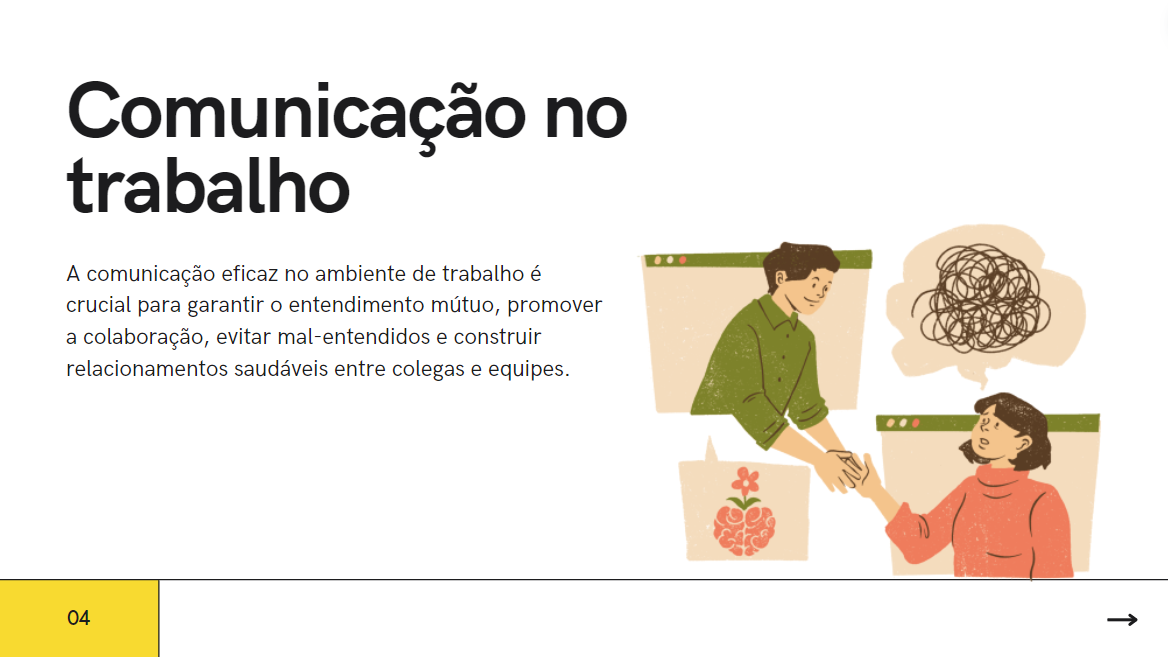 Comunicação no
trabalho
A comunicação eficaz no ambiente de trabalho é
crucial para garantir o entendimento mútuo, promover
a colaboração, evitar mal-entendidos e construir
relacionamentos saudáveis entre colegas e equipes.
04